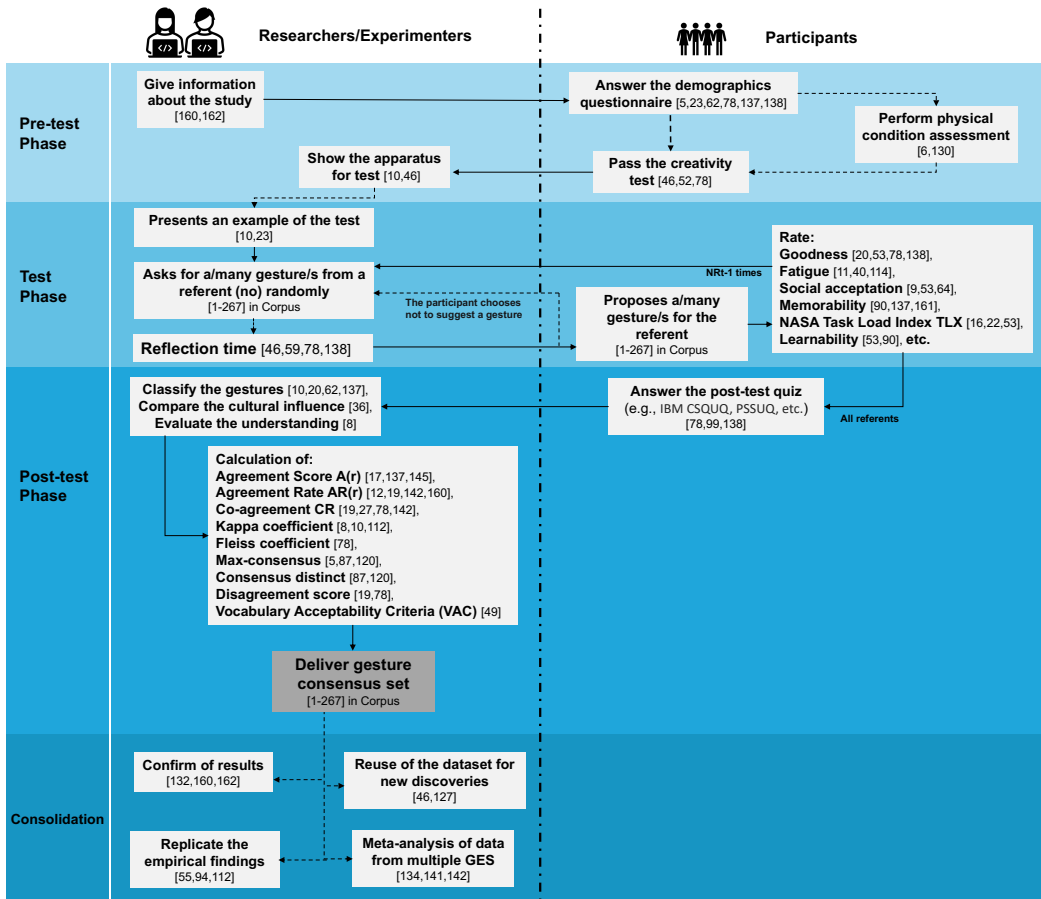 Researchers/Experimenters
Participants
Pre-test
Phase
Give information
about the study
[160,162]
Answer the demographics
questionnaire [5,23,62,78,137,138]
Perform physical
condition assessment
[6,130]
Show the apparatus
for test [10,46]
Pass the creativity
test [46,52,78]
Test
Phase
Presents an example of the test
[10,23]
Asks for a/many gesture/s from a
referent (no) randomly
[1-267] in Corpus
Reflection time [46,59,78,138]
The participant chooses
not to suggest a gesture
NRt-1 times
Proposes a/many
gesture/s for the
referent
[1-267] in Corpus
Rate:
Goodness [20,53,78,138],
Fatigue [11,40,114],
Social acceptation [9,53,64],
Memorability [90,137,161],
NASA Task Load Index TLX [16,22,53],
Learnability [53,90], etc.
Post-test
Phase
Classify the gestures [10,20,62,137],
Compare the cultural influence [36],
Evaluate the understanding [8]
Answer the post-test quiz
(e.g., IBM CSQUQ, PSSUQ, etc.)
[78,99,138]
All referents
Calculation of:
Agreement Score A(r) [17,137,145],
Agreement Rate AR(r) [12,19,142,160],
Co-agreement CR [19,27,78,142],
Kappa coefficient [8,10,112],
Fleiss coefficient [78],
Max-consensus [5,87,120],
Consensus distinct [87,120],
Disagreement score [19,78],
Vocabulary Acceptability Criteria (VAC) [49]
Deliver gesture
consensus set
[1-267] in Corpus
Consolidation
Confirm of results
[132,160,162]
Reuse of the dataset for
new discoveries
[46,127]
Replicate the
empirical findings
[55,94,112]
Meta-analysis of data
from multiple GES
[134,141,142]